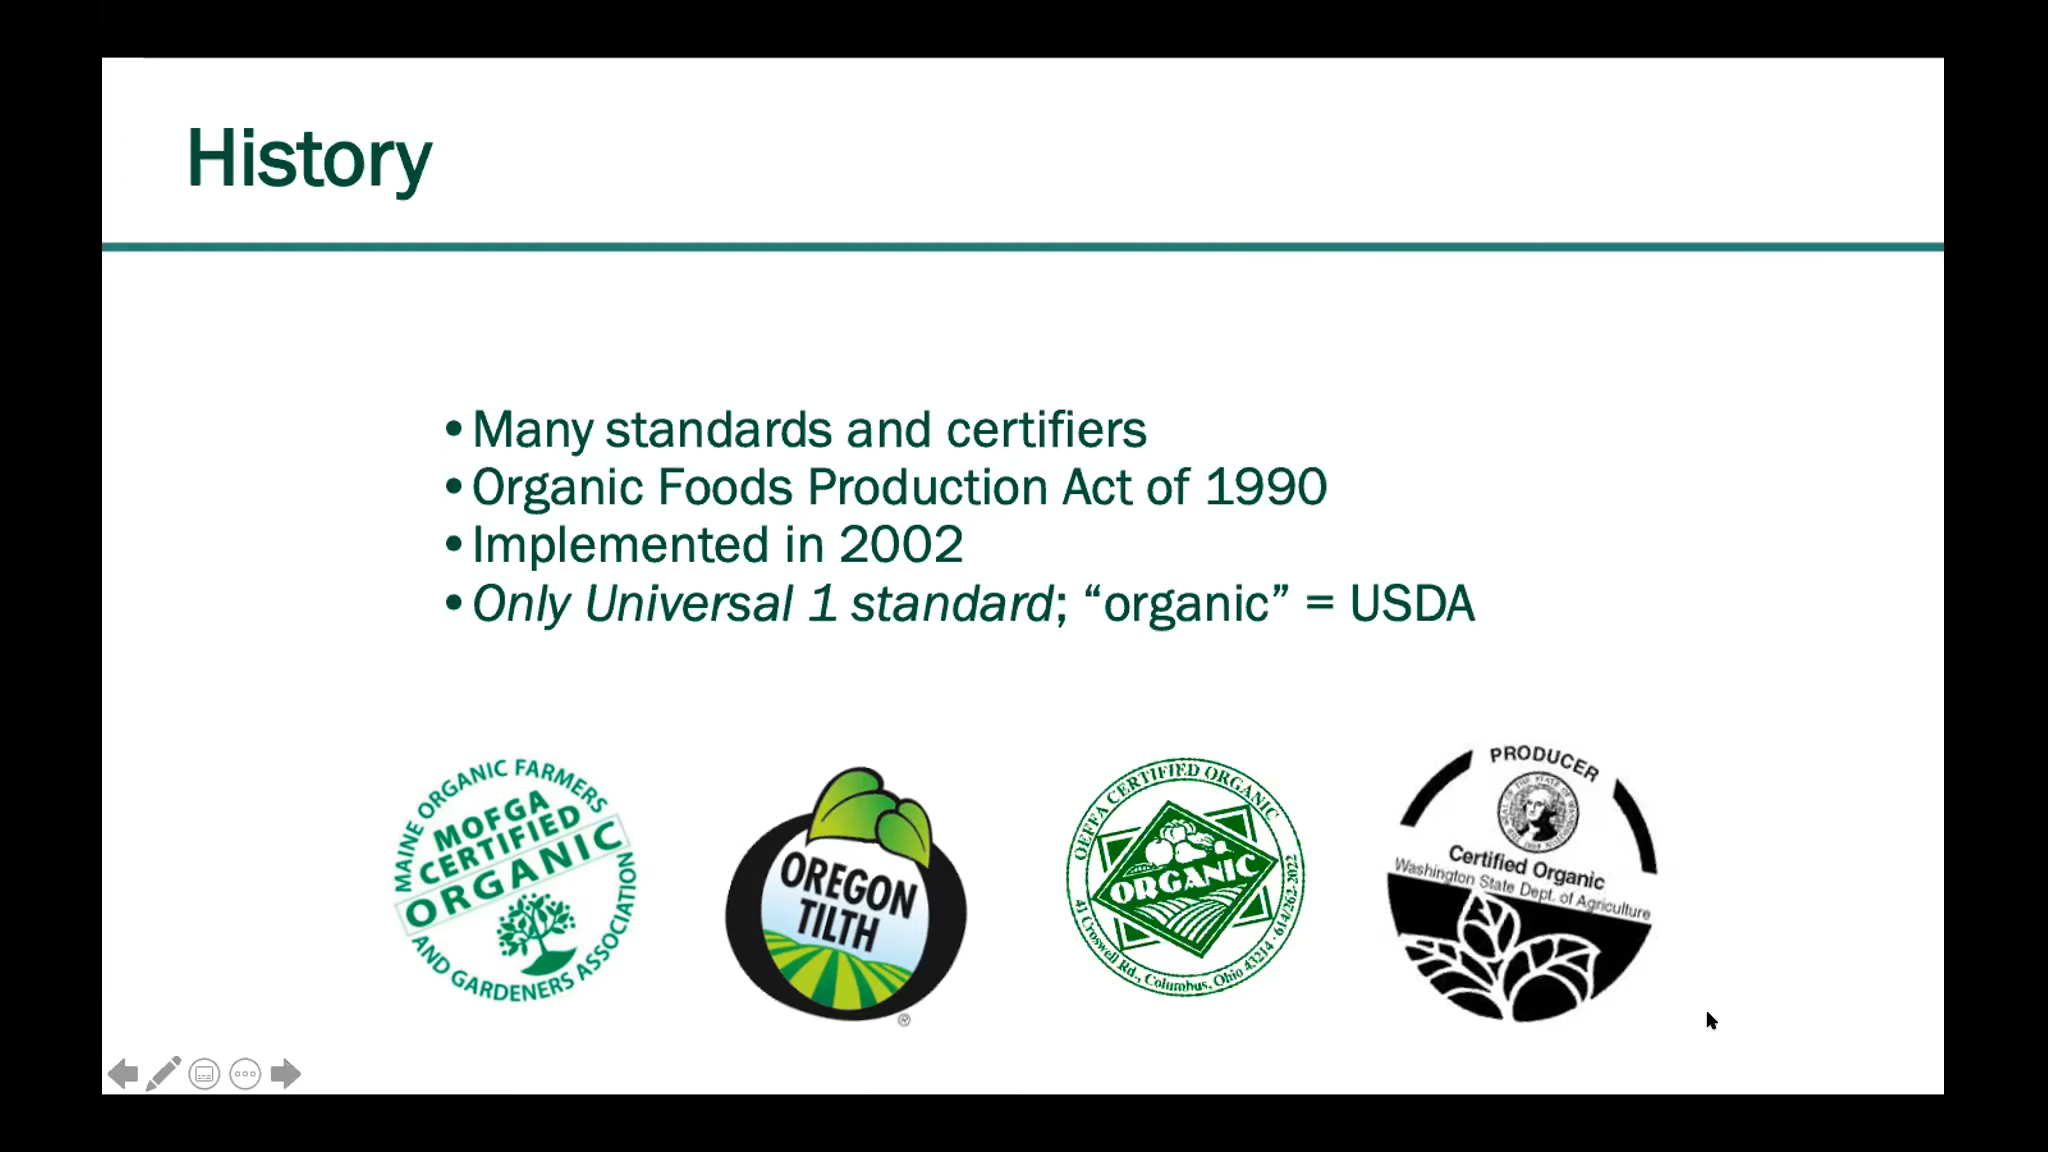 History
•Many standards and certifiers
•Organic Foods Production Act of 1990
•Implemented in 2002
•Only Universal 1 standard; “organic” = USDA
MAINE ORGANIC FARMERS
MOFGA
CERTIFIED
ORGANIC
AND GARDENERS ASSOCIATION
OREGON
TILTH
®
OEFFA CERTIFIED ORGANIC
ORGANIC
41 Croswell Rd., Columbus, Ohio 43214 · 614/262-2022
PRODUCER
Certified Organic
Washington State Dept. of Agriculture